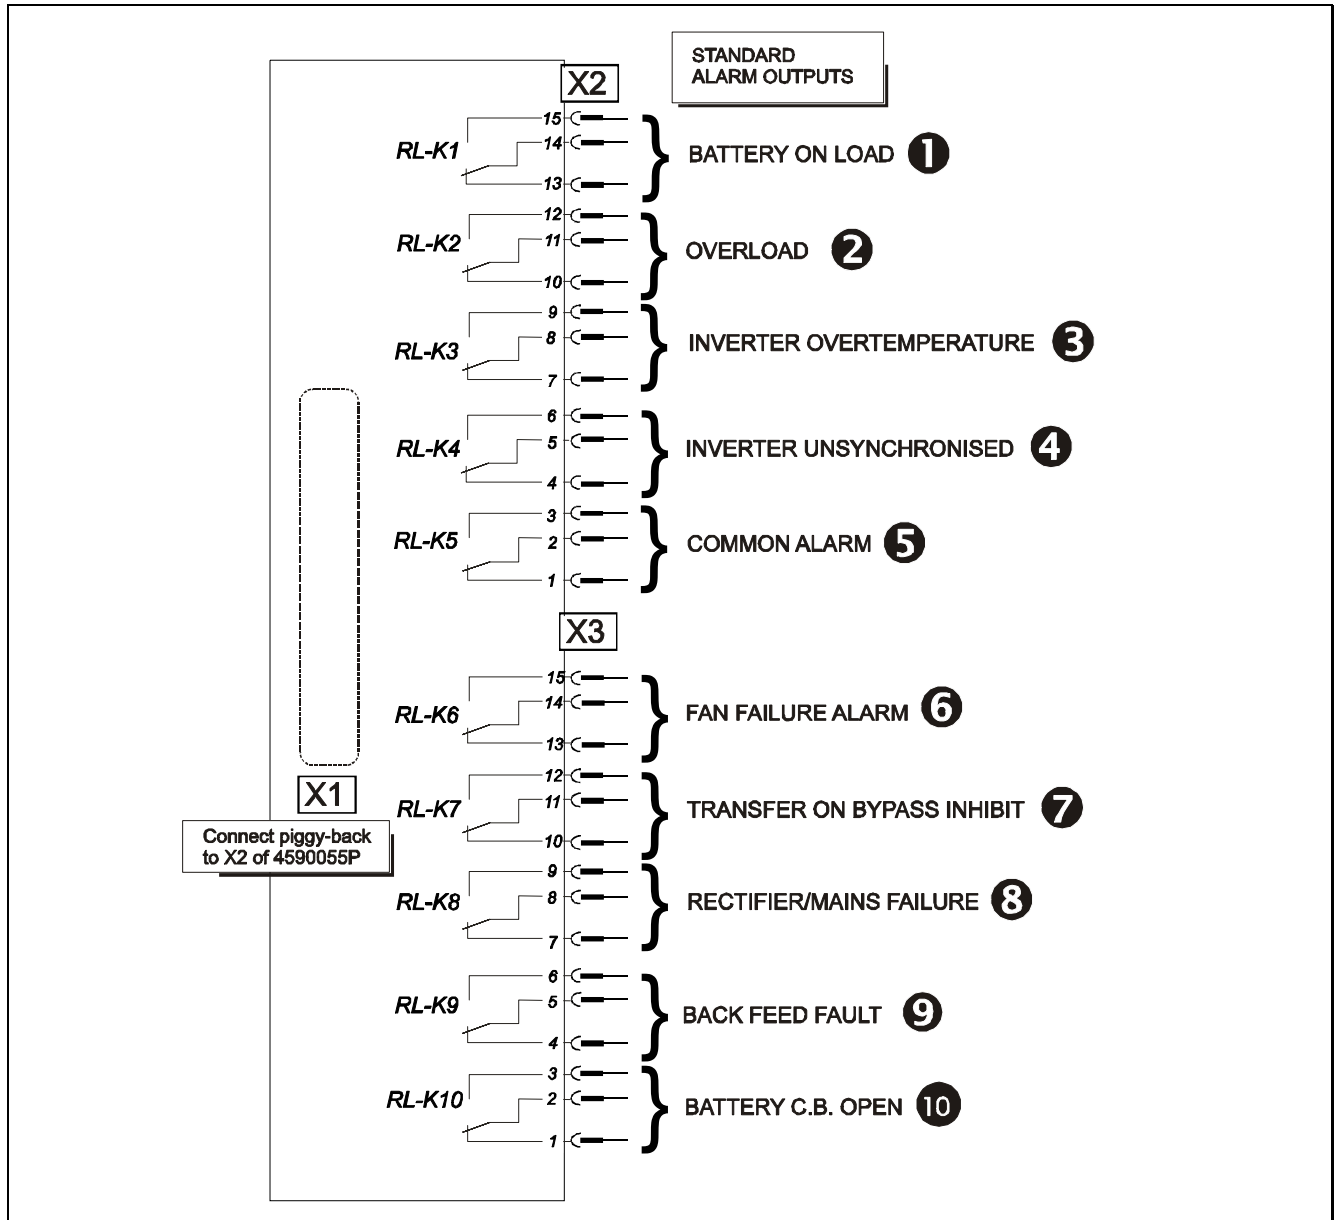 STANDARD
ALARM OUTPUTS
X2
RL-K1
15
14
13
BATTERY ON LOAD 1
RL-K2
12
11
10
OVERLOAD 2
RL-K3
9
8
7
INVERTER OVERTEMPERATURE 3
RL-K4
6
5
4
INVERTER UNSYNCHRONISED 4
RL-K5
3
2
1
COMMON ALARM 5
X3
RL-K6
15
14
13
FAN FAILURE ALARM 6
X1
Connect piggy-back
to X2 of 4590055P
RL-K7
12
11
10
TRANSFER ON BYPASS INHIBIT 7
RL-K8
9
8
7
RECTIFIER/MAINS FAILURE 8
RL-K9
6
5
4
BACK FEED FAULT 9
RL-K10
3
2
1
BATTERY C.B. OPEN 10